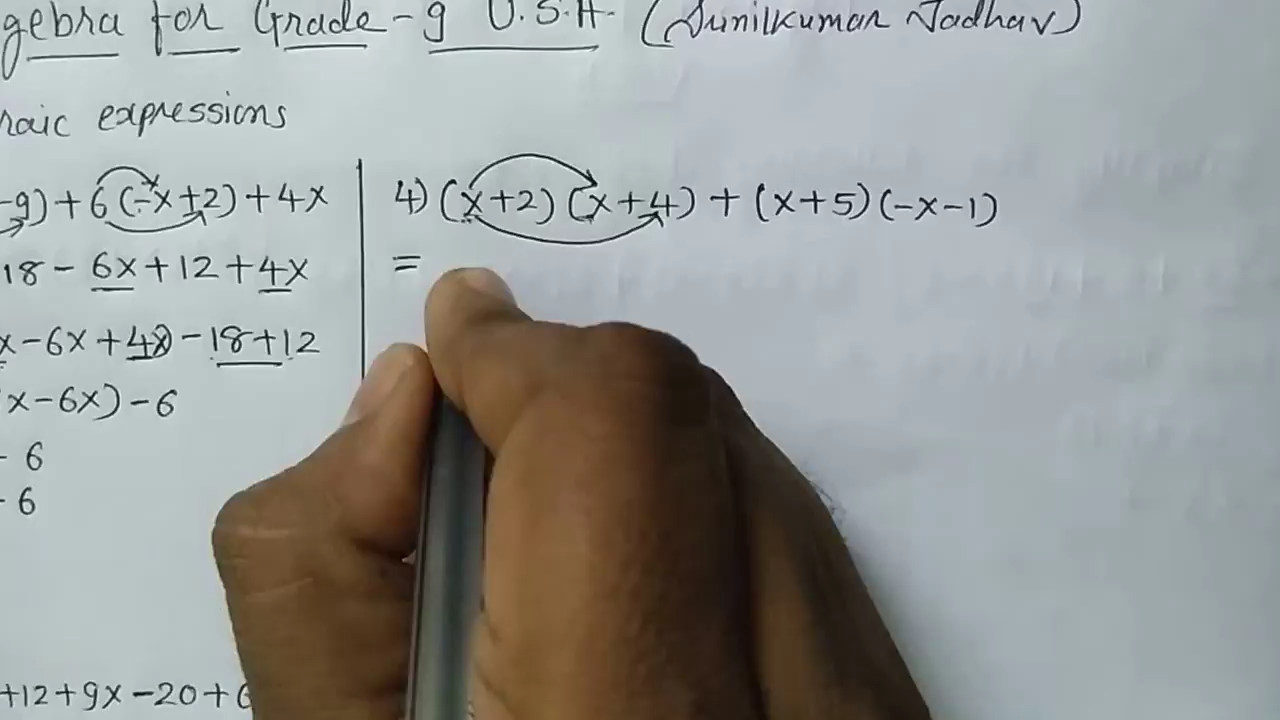 gebra for Grade-9 U.S.A. (Sunilkumar Jadhav)
raic expressions
-9) + 6(-x+2) + 4x
18 - 6x + 12 + 4x
x - 6x + 4x - 18 + 12
x - 6x) - 6
- 6
- 6
+12 + 9x - 20 + 6
4) (x+2) (x+4) + (x+5) (-x-1)
=